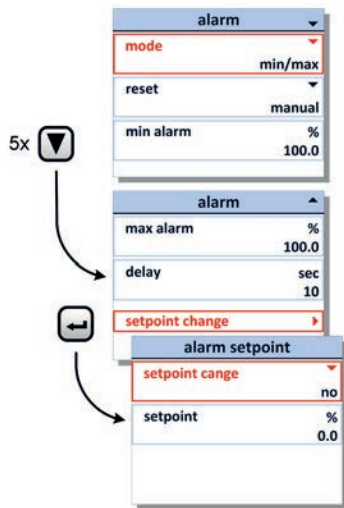 alarm
mode
min/max
reset
manual
min alarm %
100.0
5x
alarm
max alarm %
100.0
delay sec
10
setpoint change
alarm setpoint
setpoint cange
no
setpoint %
0.0